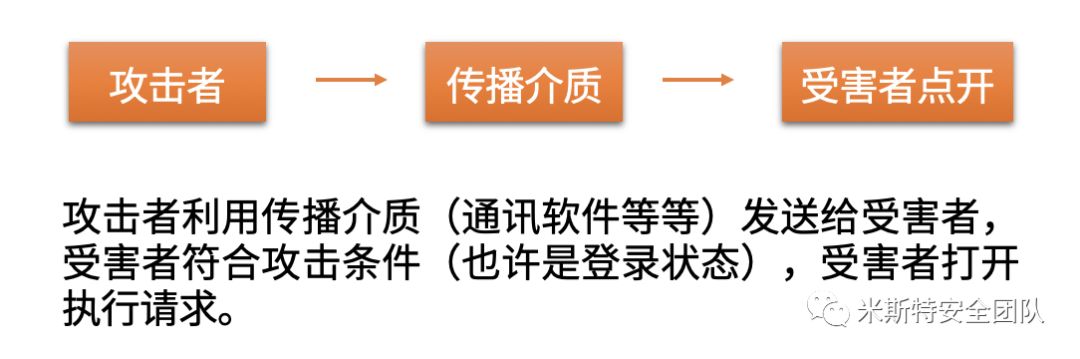 攻击者
传播介质
受害者点开
攻击者利用传播介质（通讯软件等等）发送给受害者，
受害者符合攻击条件（也许是登录状态），受害者打开
执行请求。
米斯特安全团队